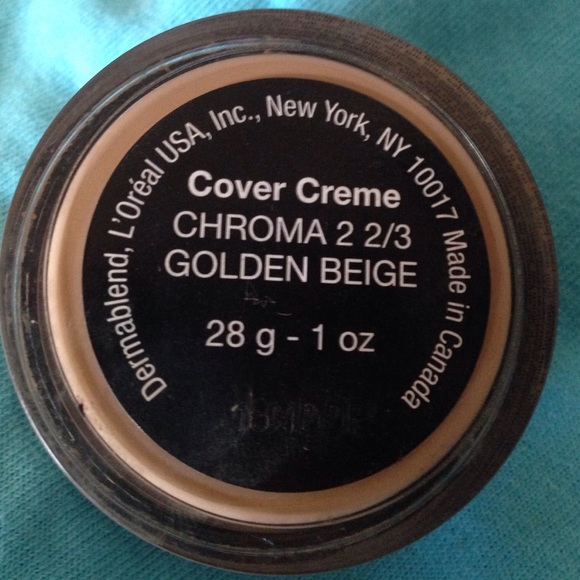 Dermablend, L'Oréal USA, Inc., New York, NY 10017 Made in Canada
Cover Creme
CHROMA 2 2/3
GOLDEN BEIGE
28 g - 1 oz